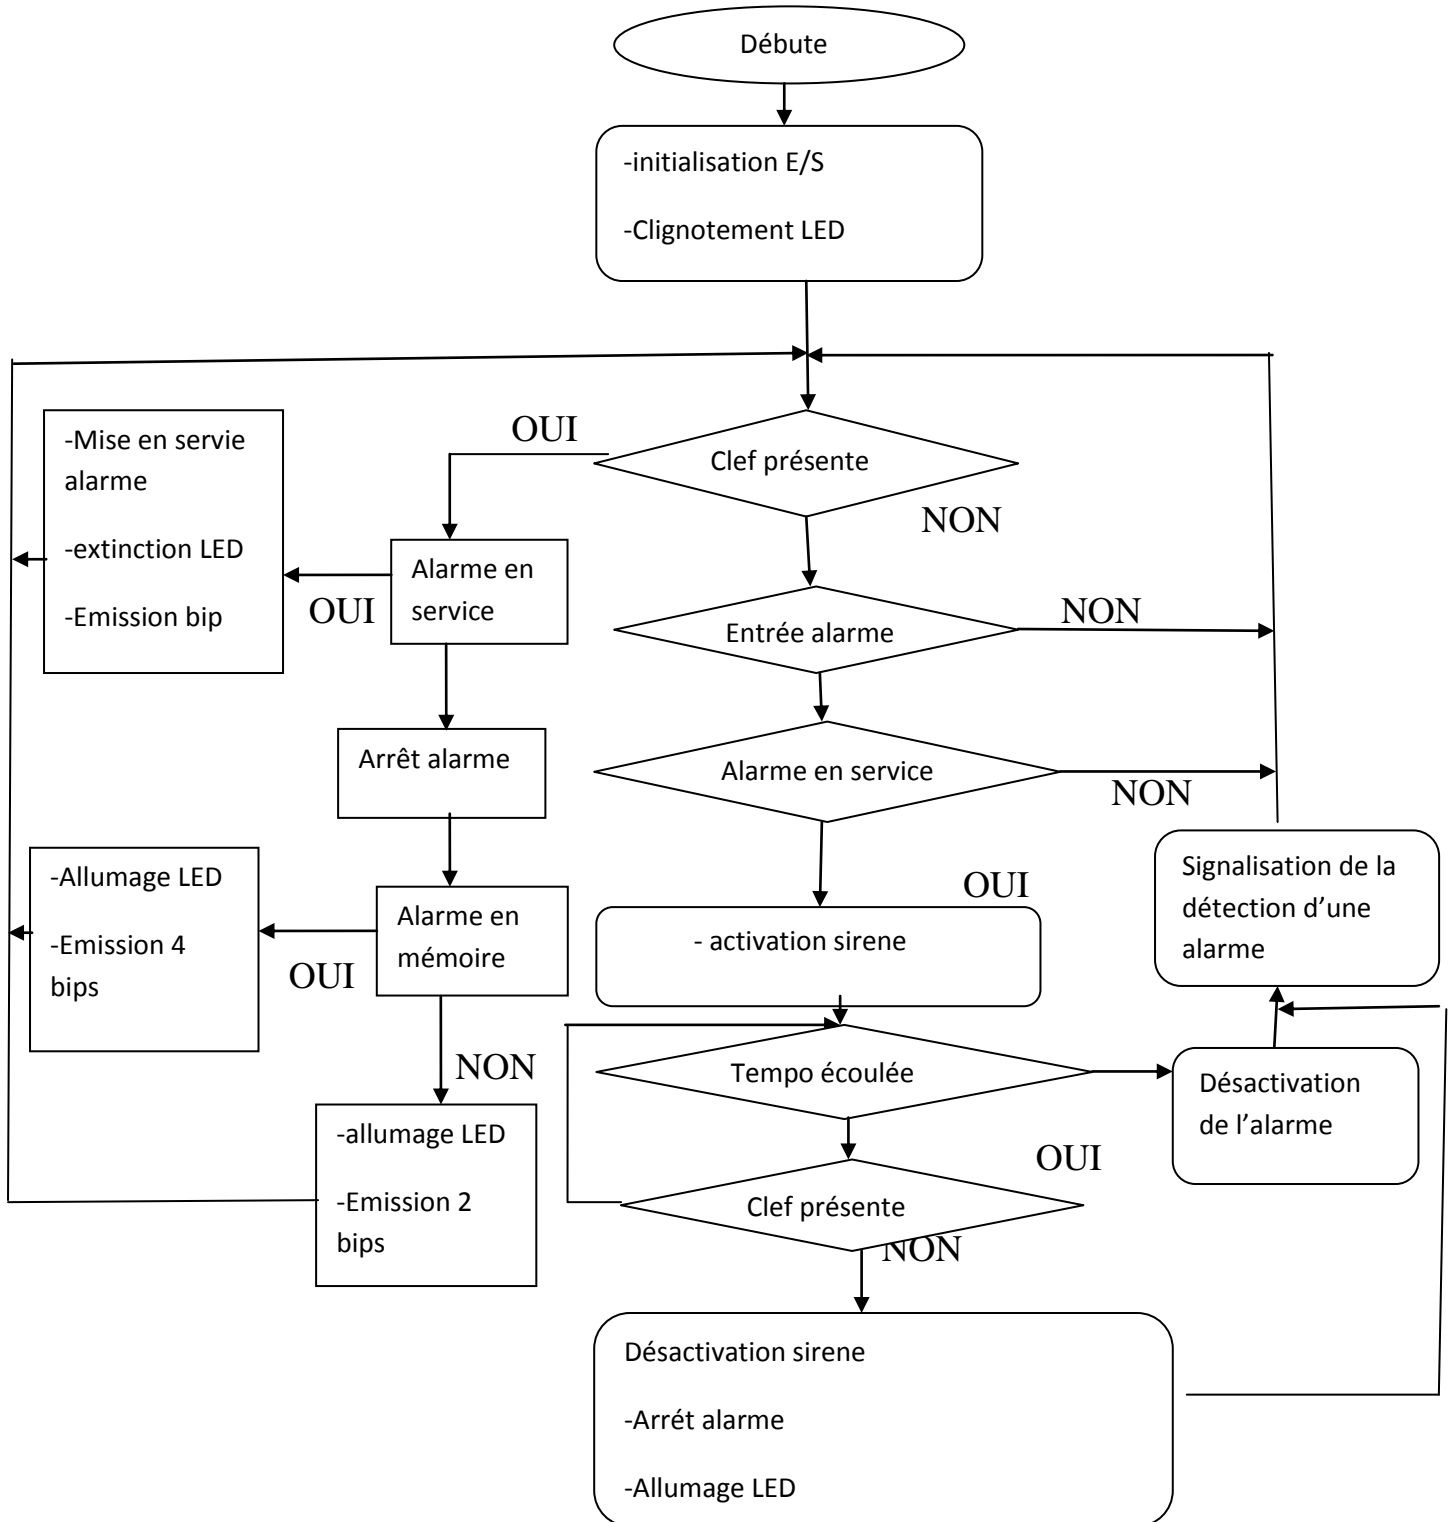 Débute
-initialisation E/S
-Clignotement LED
OUI
Clef présente
NON
-Mise en servie
alarme
-extinction LED
-Emission bip
OUI
Alarme en
service
Entrée alarme
NON
Arrêt alarme
Alarme en service
NON
OUI
-Allumage LED
-Emission 4
bips
OUI
Alarme en
mémoire
- activation sirene
Signalisation de la
détection d’une
alarme
NON
Tempo écoulée
Désactivation
de l’alarme
OUI
-allumage LED
-Emission 2
bips
Clef présente
NON
Désactivation sirene
-Arrét alarme
-Allumage LED